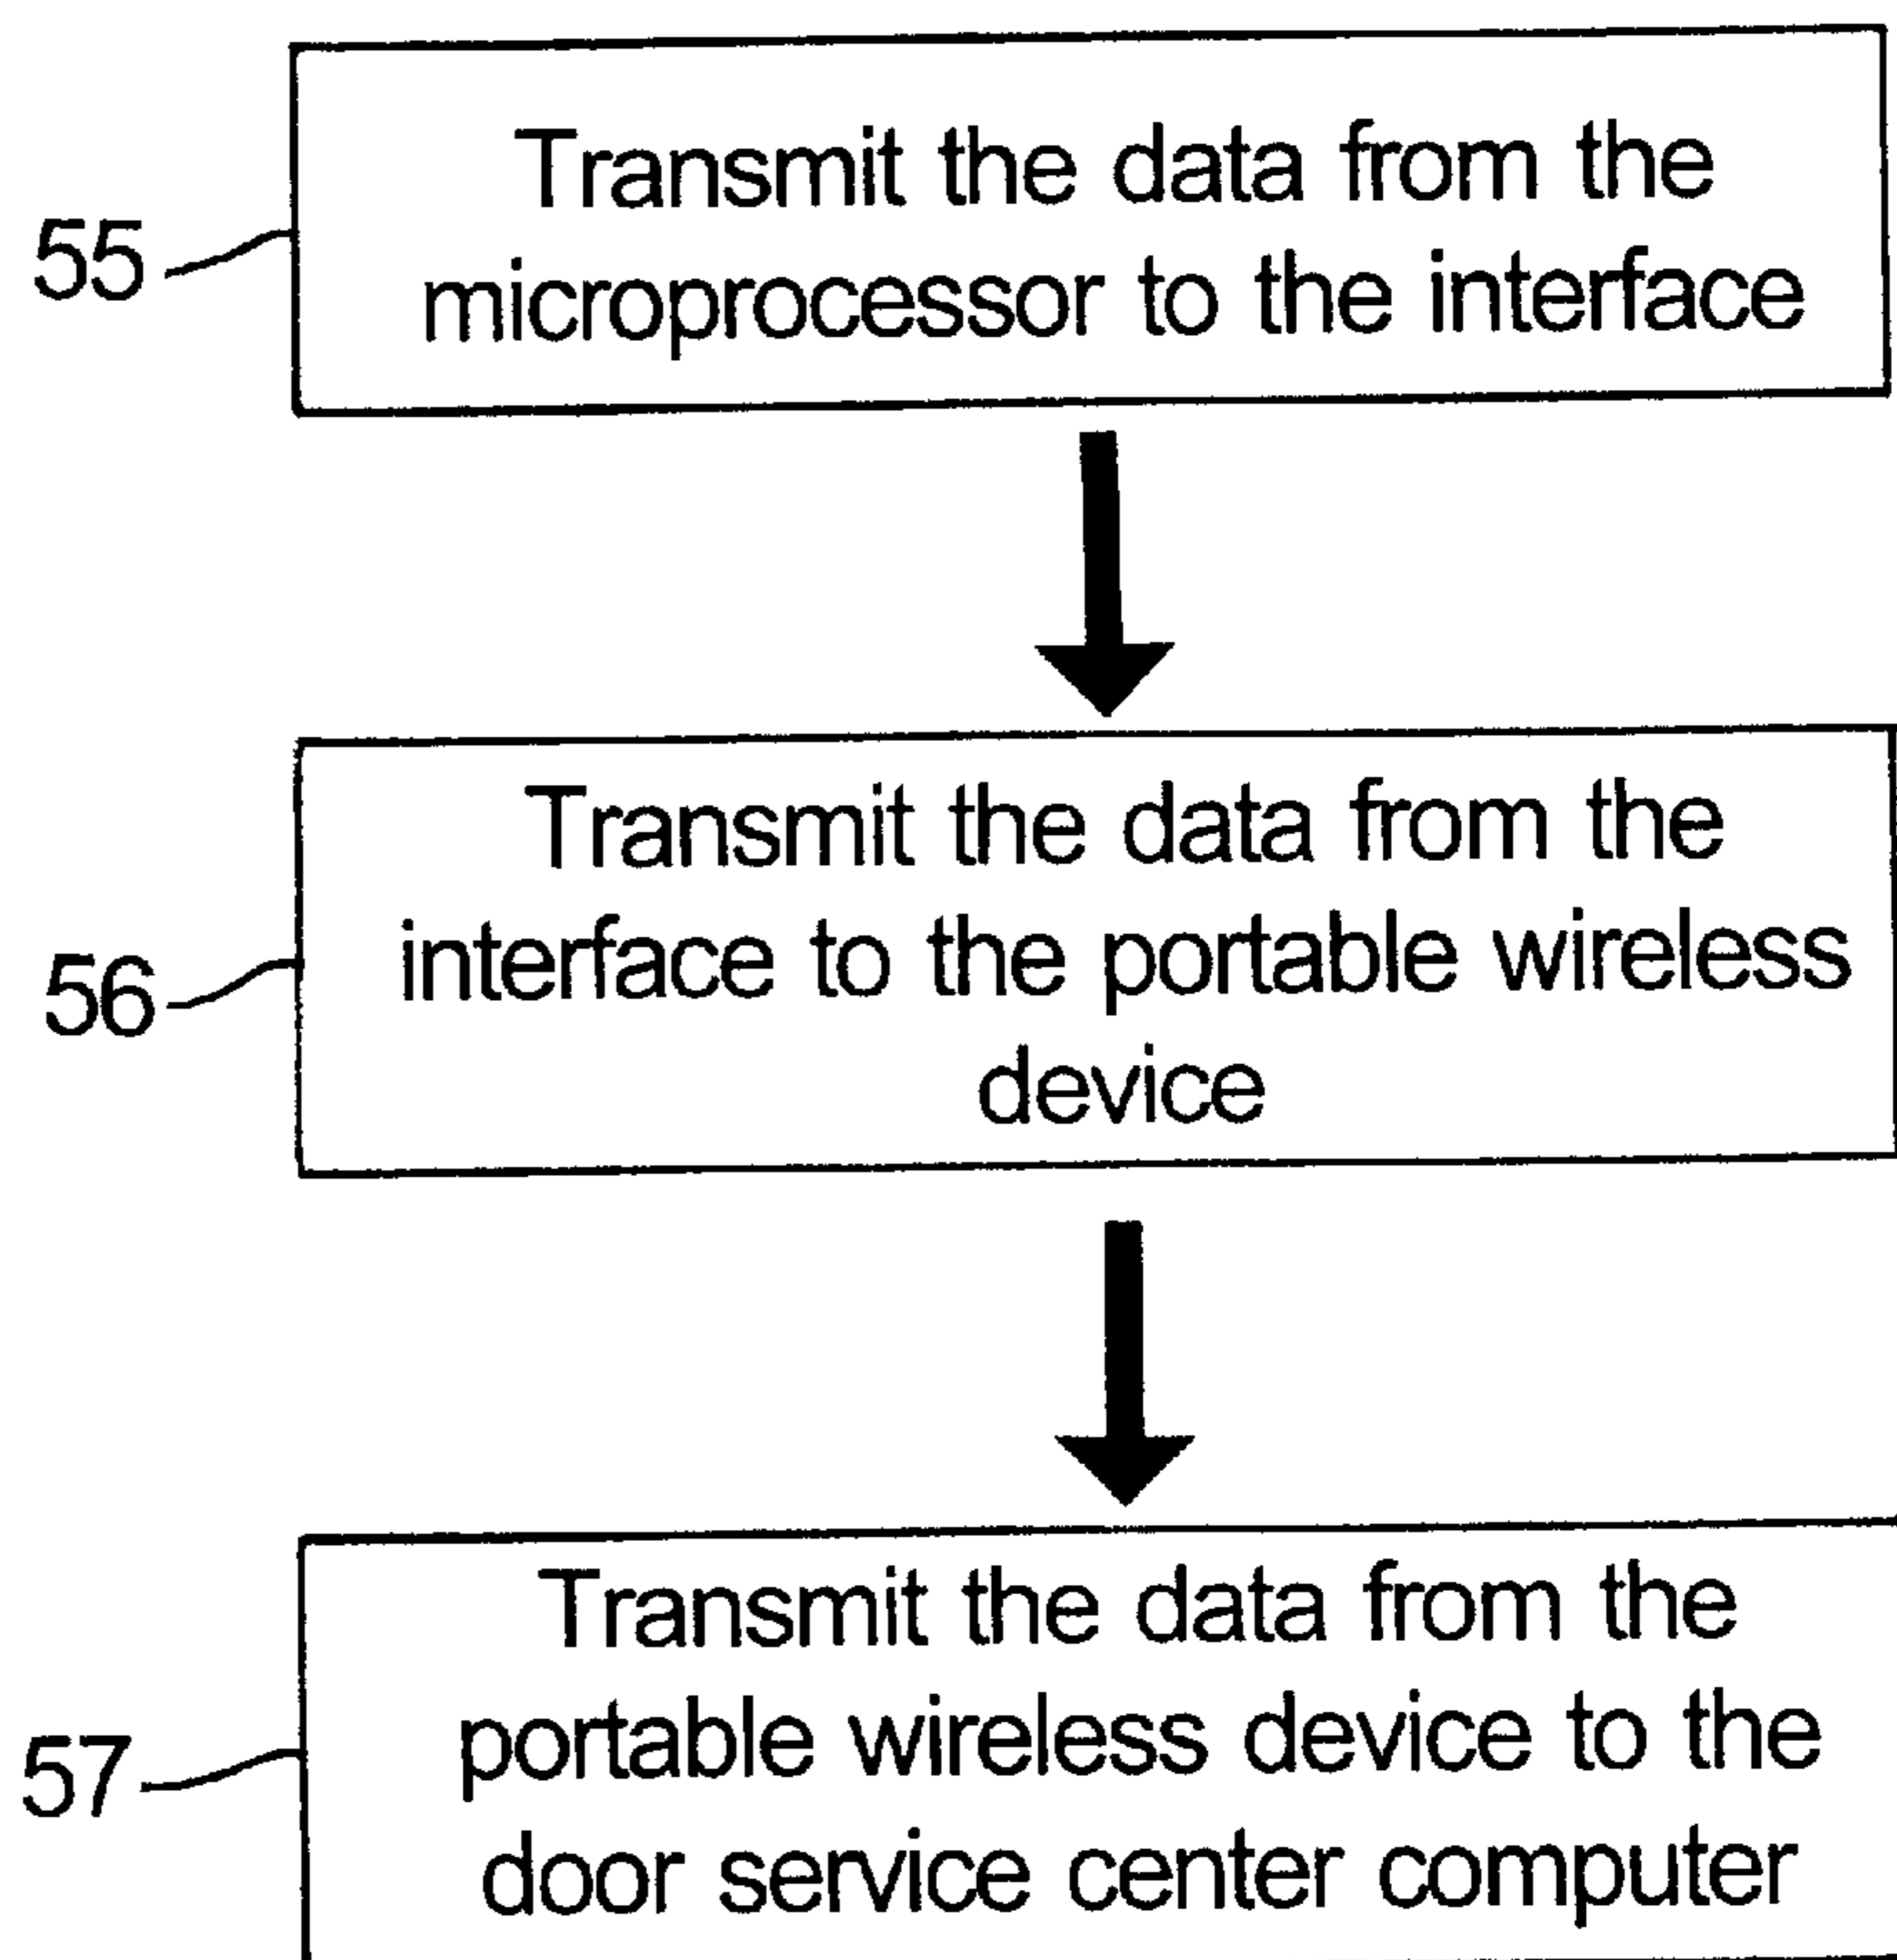 Transmit the data from the
55
microprocessor to the interface
Transmit the data from the
interface to the portable wireless
56
device
Transmit the data from the
portable wireless device to the
57
door service center computer